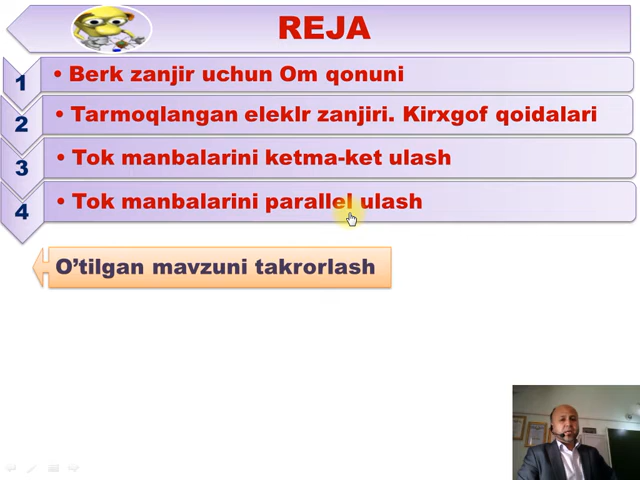 REJA
1 • Berk zanjir uchun Om qonuni
2 • Tarmoqlangan eleklr zanjiri. Kirxgof qoidalari
3 • Tok manbalarini ketma-ket ulash
4 • Tok manbalarini parallel ulash
O’tilgan mavzuni takrorlash